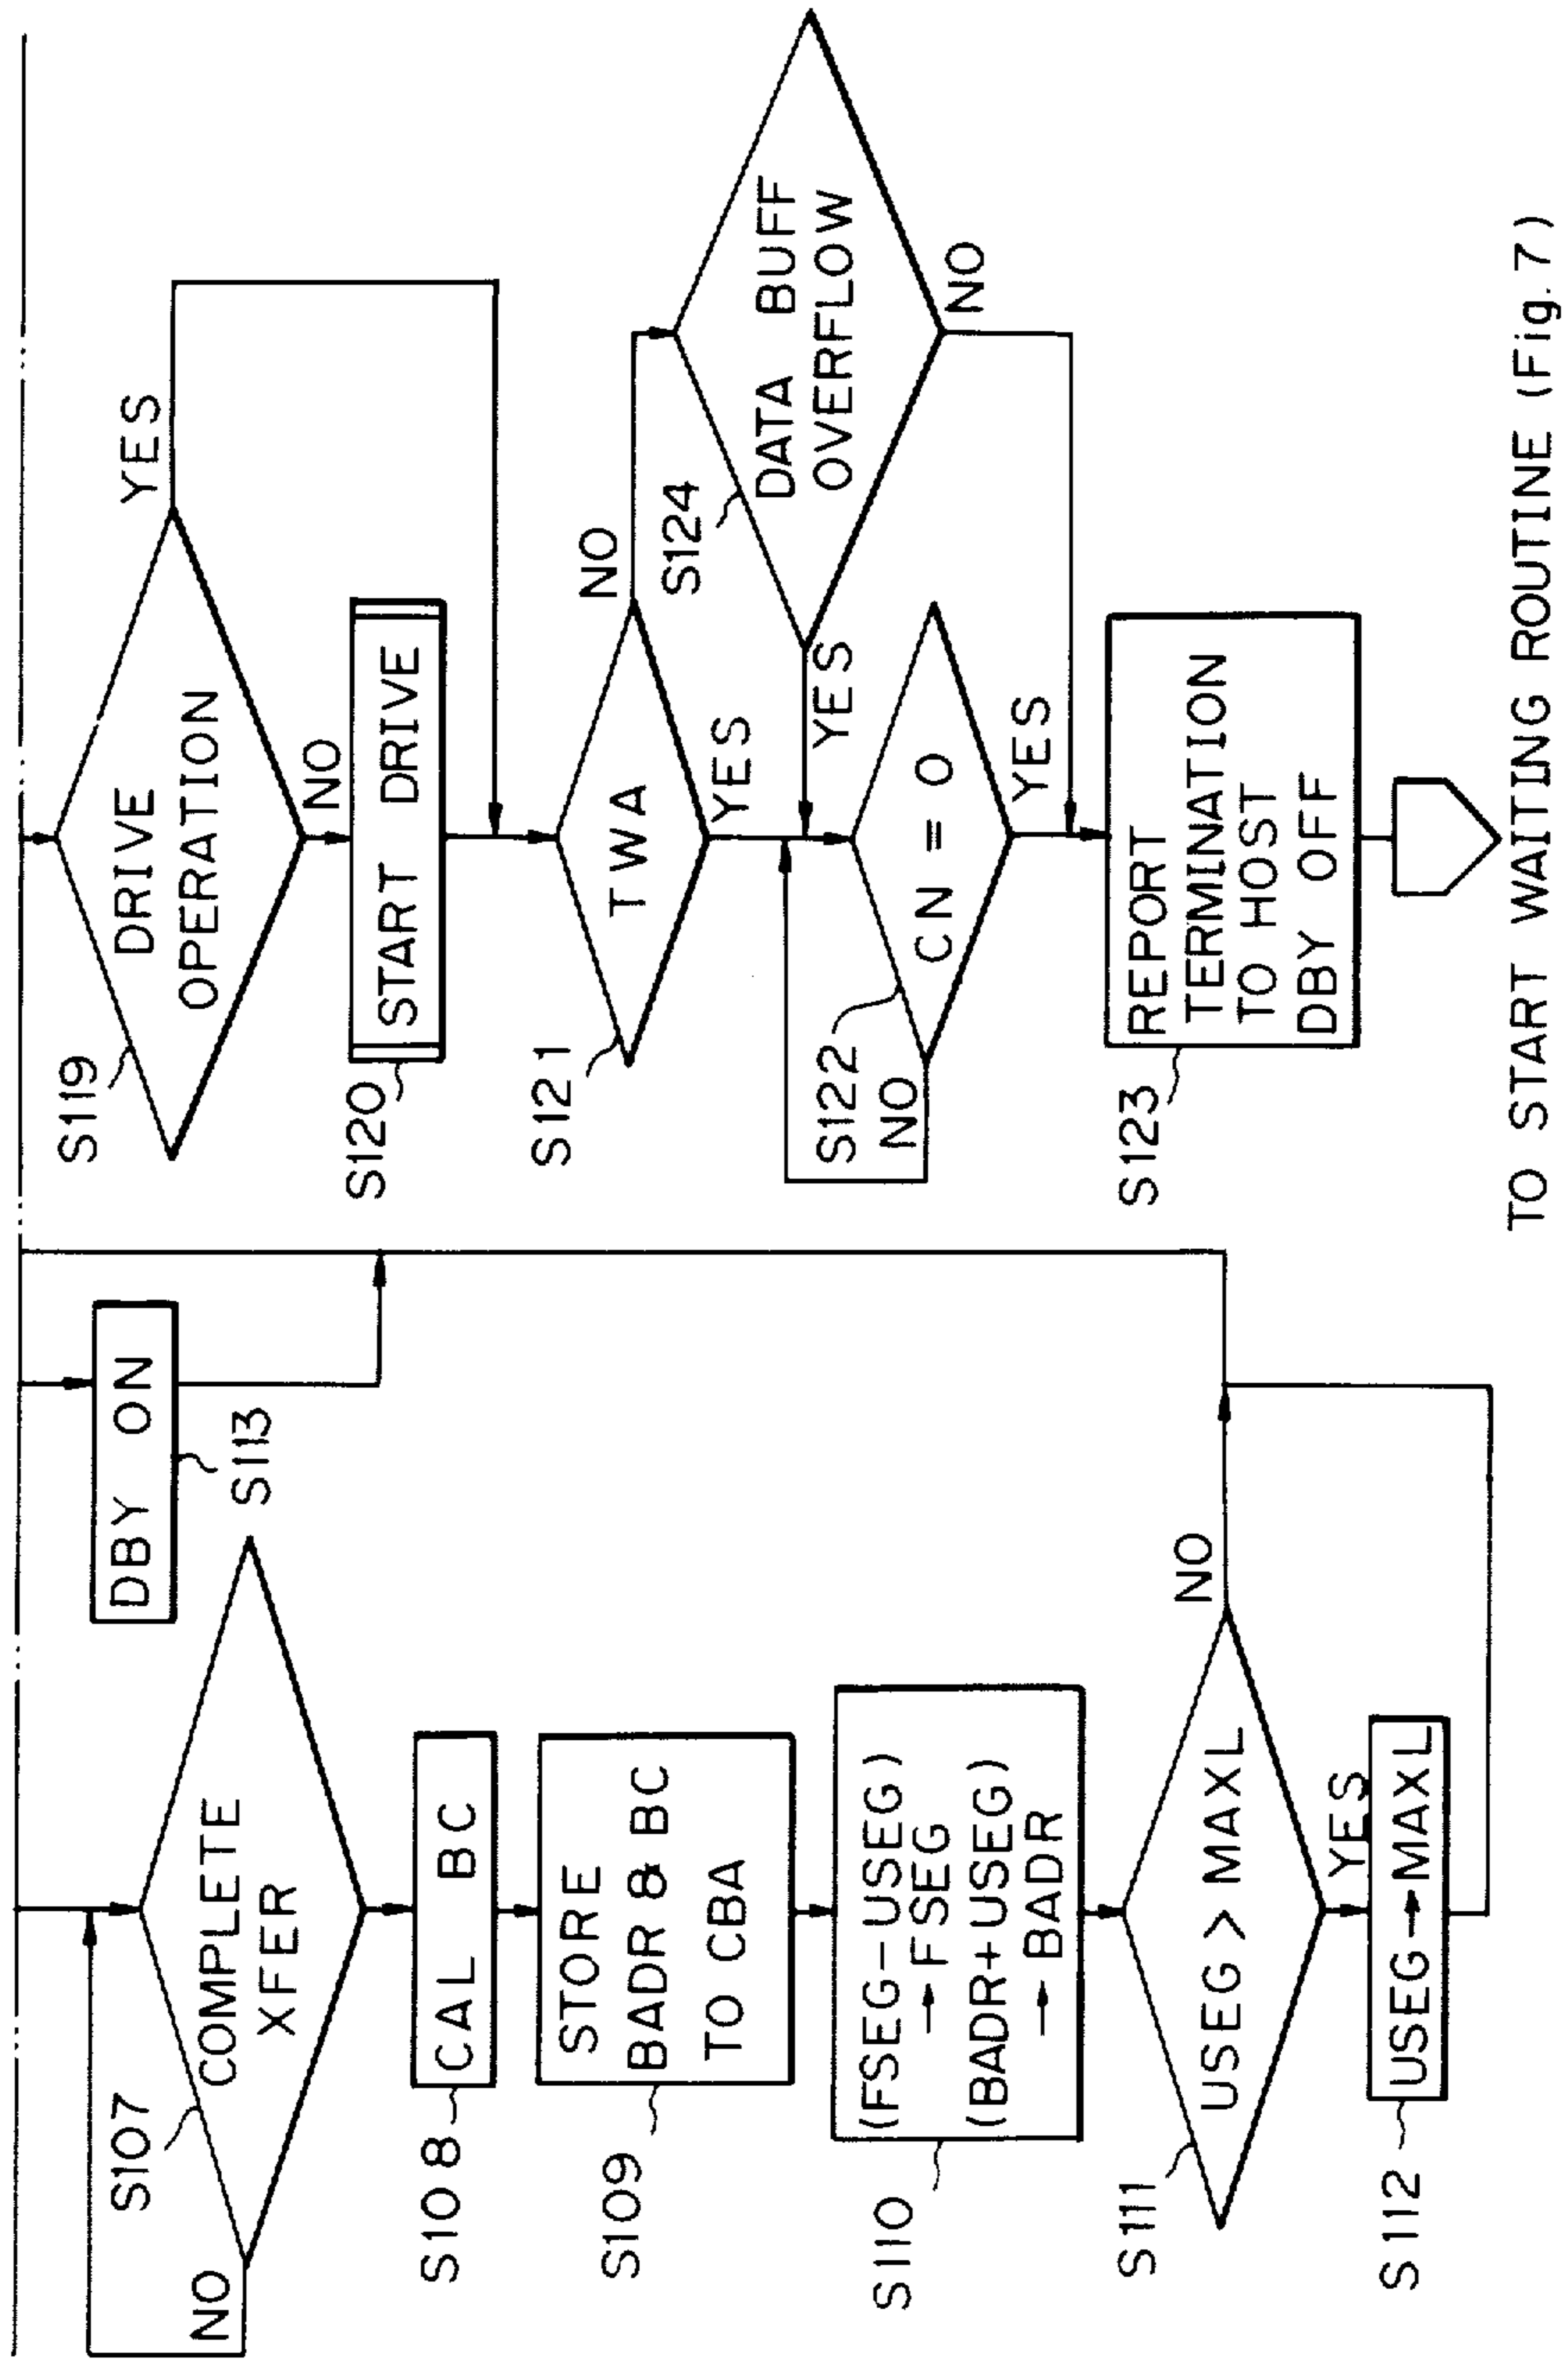 S107
COMPLETE
XFER
NO
S108
CAL BC
S109
STORE
BADR & BC
TO CBA
S110
(FSEG-USEG)
→ FSEG
(BADR+USEG)
→ BADR
S111
USEG > MAXL
NO
YES
S112
USEG→MAXL
DBY ON
S113
S119
DRIVE
OPERATION
YES
NO
S120
START DRIVE
S121
TWA
NO
YES
S124
DATA BUFF
OVERFLOW
YES
NO
S122
CN = 0
NO
YES
S123
REPORT
TERMINATION
TO HOST
DBY OFF
TO START WAITING ROUTINE (Fig. 7)